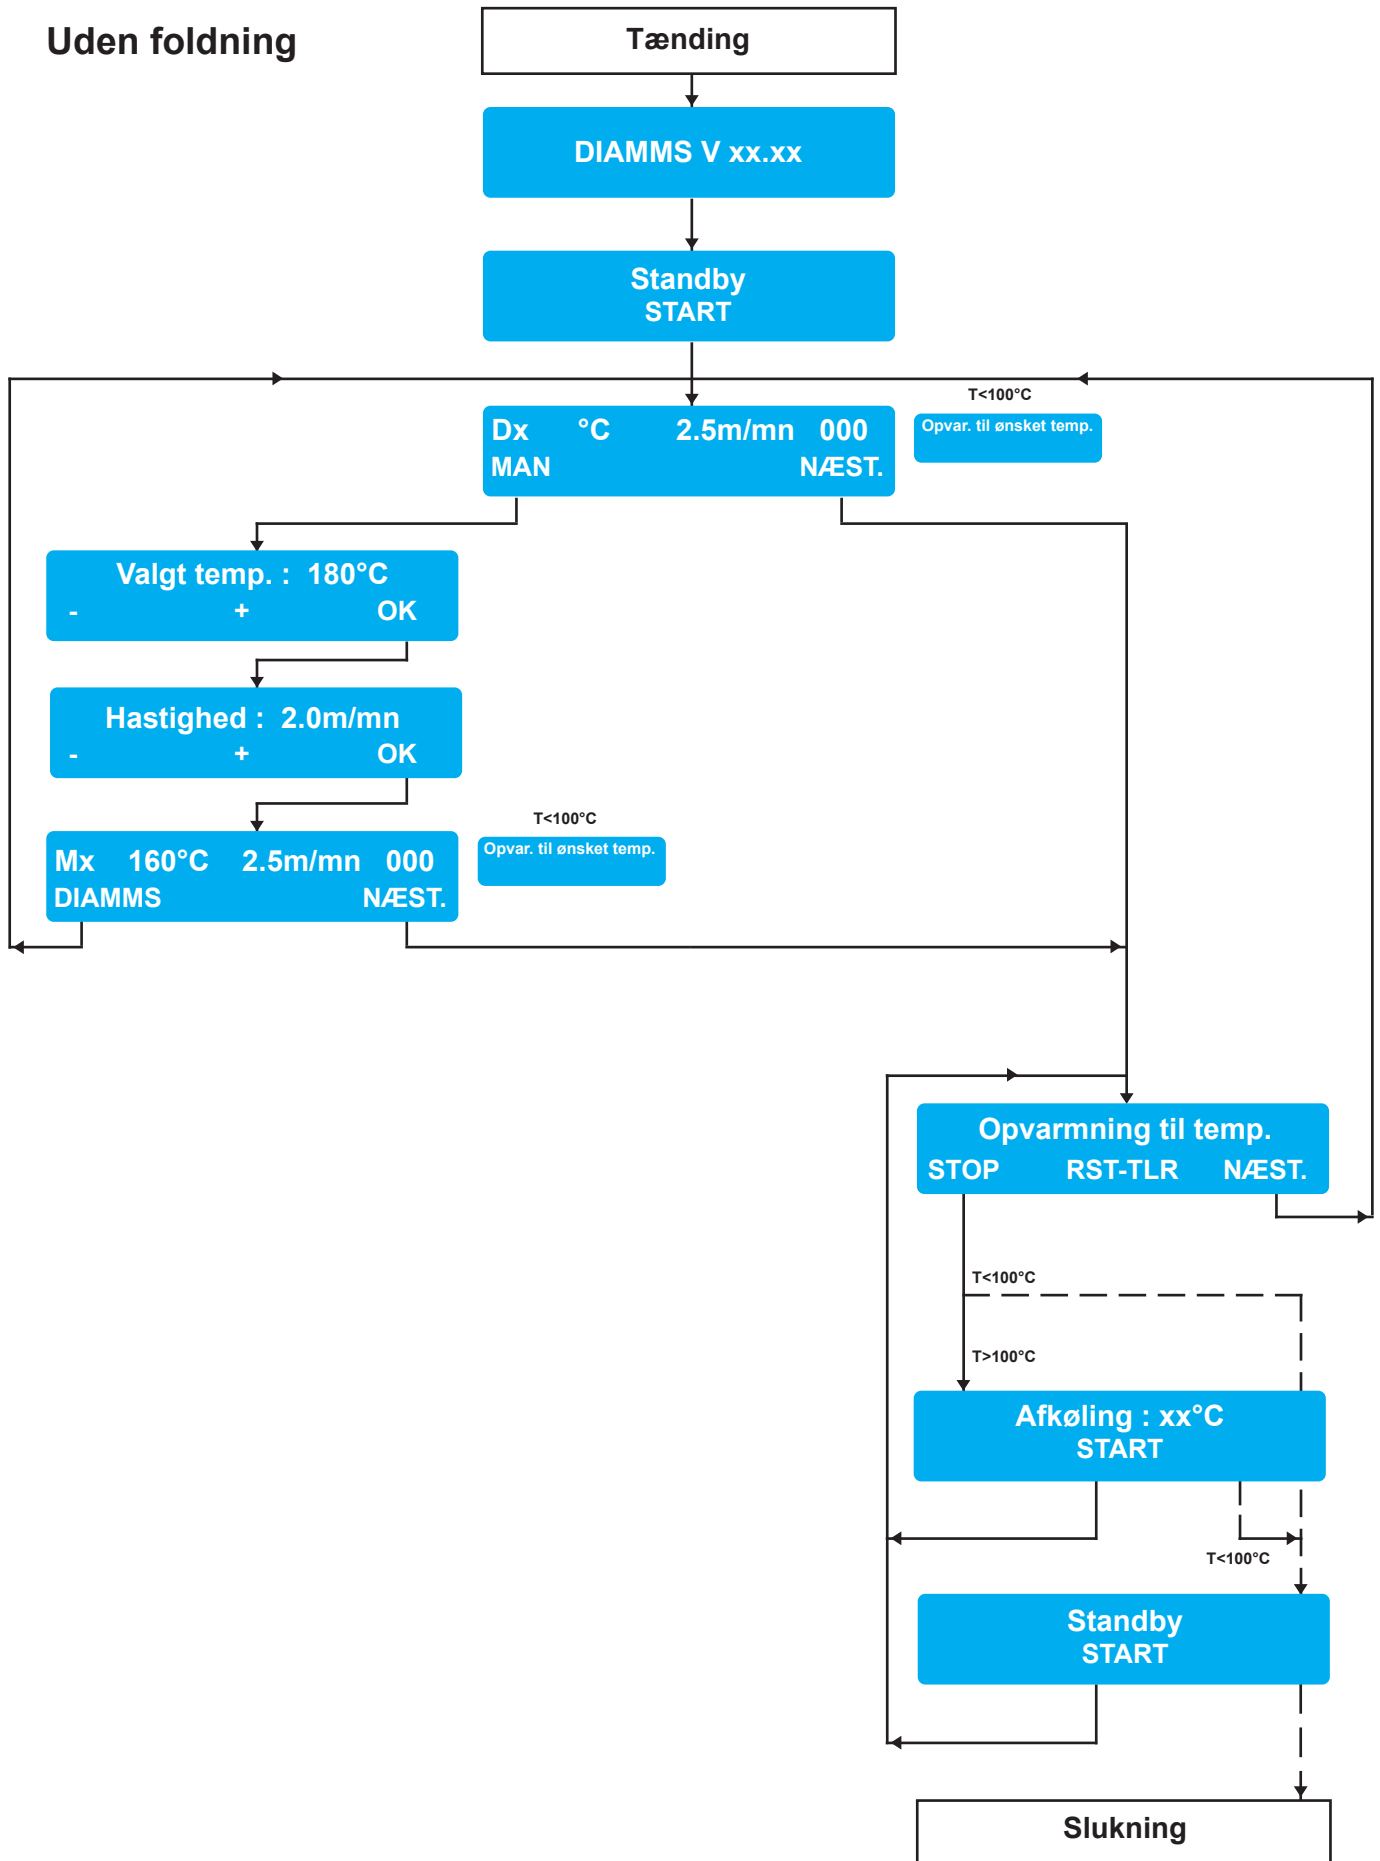 Uden foldning
Tænding
DIAMMS V xx.xx
Standby
START
T<100°C
Dx °C 2.5m/mn 000
MAN NÆST.
Opvar. til ønsket temp.
Valgt temp. : 180°C
- + OK
Hastighed : 2.0m/mn
- + OK
T<100°C
Mx 160°C 2.5m/mn 000
DIAMMS NÆST.
Opvar. til ønsket temp.
Opvarmning til temp.
STOP RST-TLR NÆST.
T<100°C
T>100°C
Afkøling : xx°C
START
T<100°C
Standby
START
Slukning